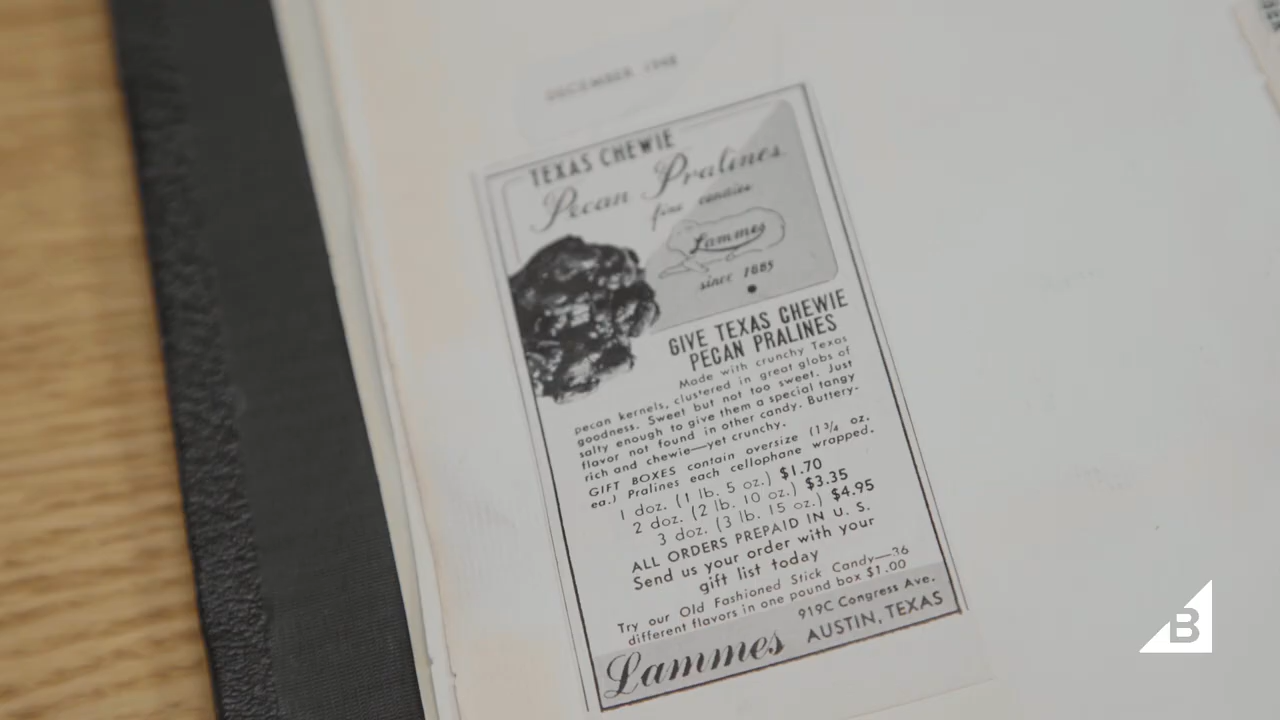 DECEMBER 1948
TEXAS CHEWIE
Pecan Pralines
fine candies
Lammes
since 1885
GIVE TEXAS CHEWIE
PECAN PRALINES
Made with crunchy Texas
pecan kernels, clustered in great globs of
goodness. Sweet but not too sweet. Just
salty enough to give them a special tangy
flavor not found in other candy. Buttery-
rich and chewie—yet crunchy.
GIFT BOXES contain oversize (1 3/4 oz.
ea.) Pralines each cellophane wrapped.
1 doz. (1 lb. 5 oz.) $1.70
2 doz. (2 lb. 10 oz.) $3.35
3 doz. (3 lb. 15 oz.) $4.95
ALL ORDERS PREPAID IN U. S.
Send us your order with your
gift list today
Try our Old Fashioned Stick Candy—36
different flavors in one pound box $1.00
Lammes 919C Congress Ave.
AUSTIN, TEXAS
B